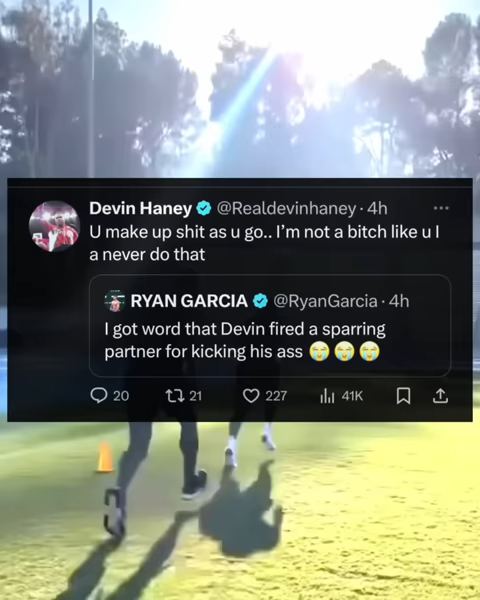 Devin Haney @Realdevinhaney · 4h
U make up shit as u go.. I'm not a bitch like u I
a never do that
RYAN GARCIA @RyanGarcia · 4h
I got word that Devin fired a sparring
partner for kicking his ass 😭 😭 😭
20 21 227 41K